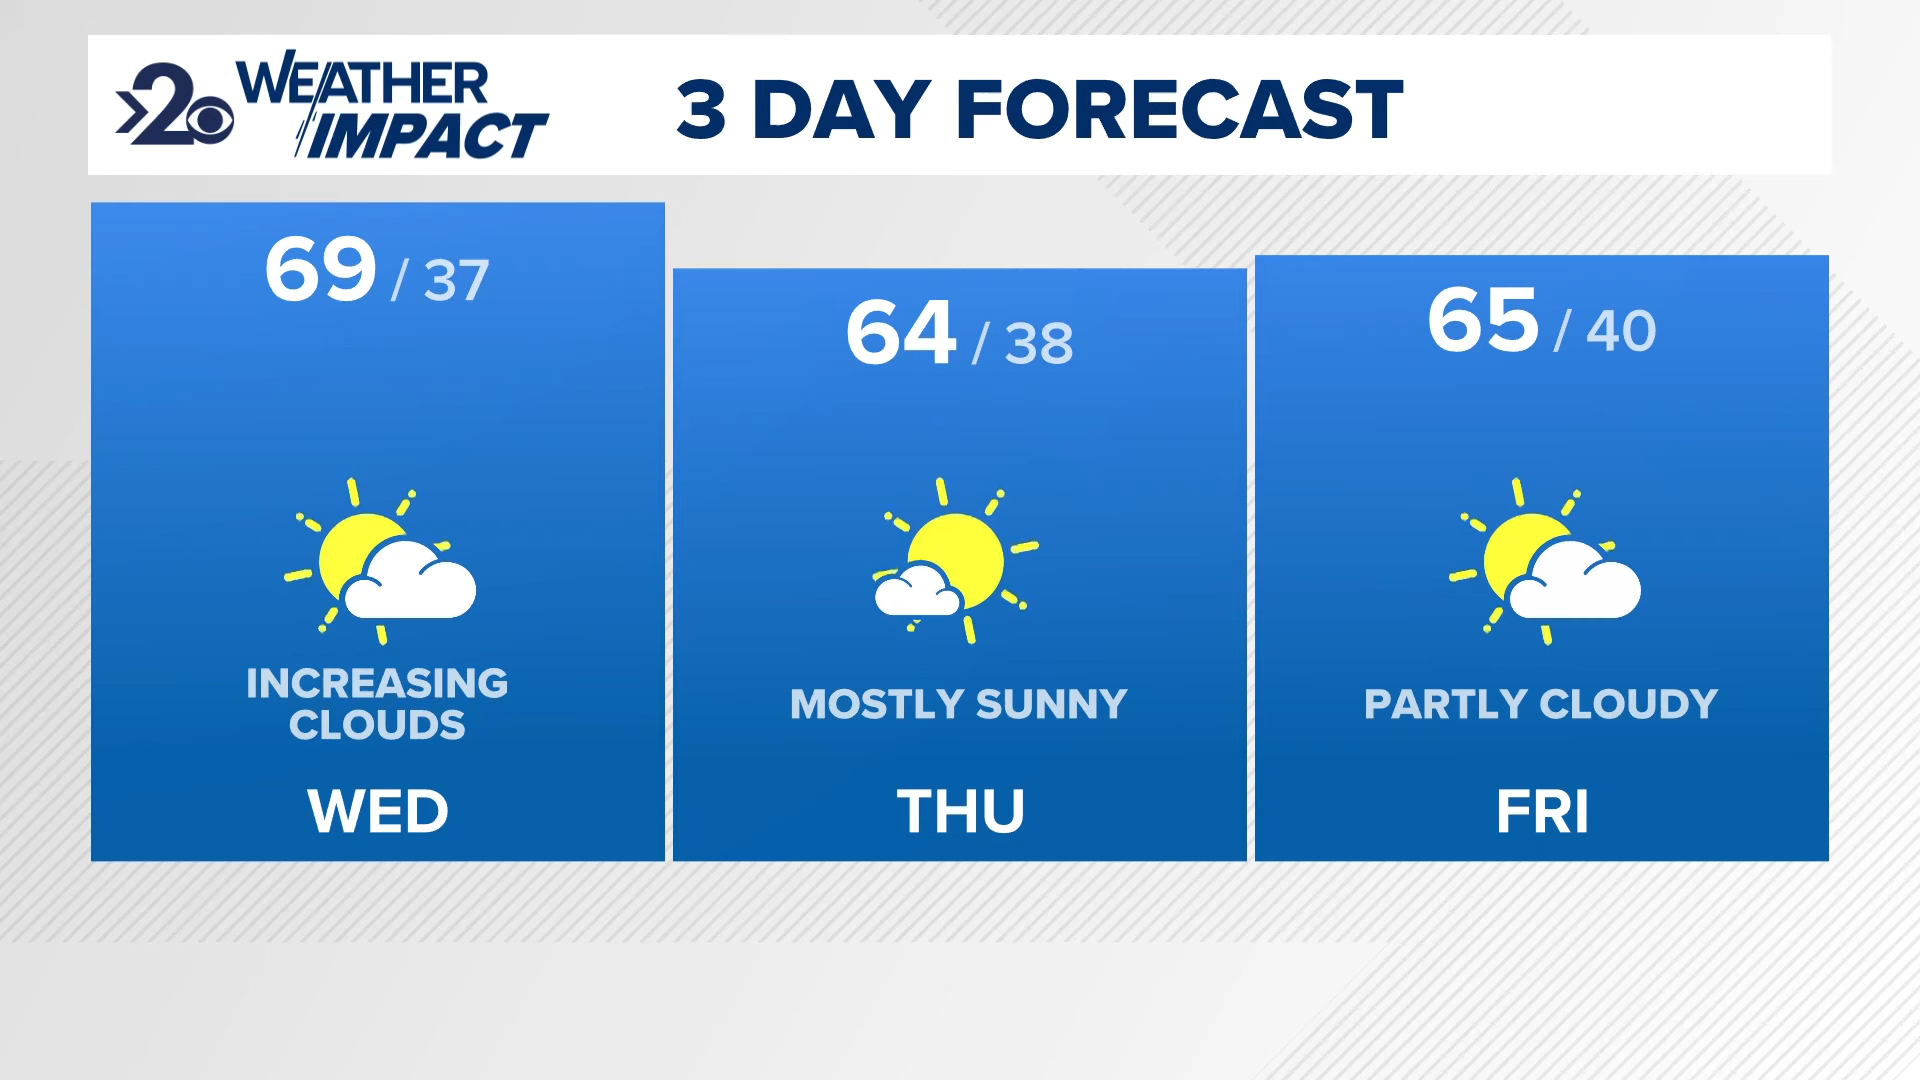 2 WEATHER
IMPACT
3 DAY FORECAST
69 / 37
INCREASING
CLOUDS
WED
64 / 38
MOSTLY SUNNY
THU
65 / 40
PARTLY CLOUDY
FRI